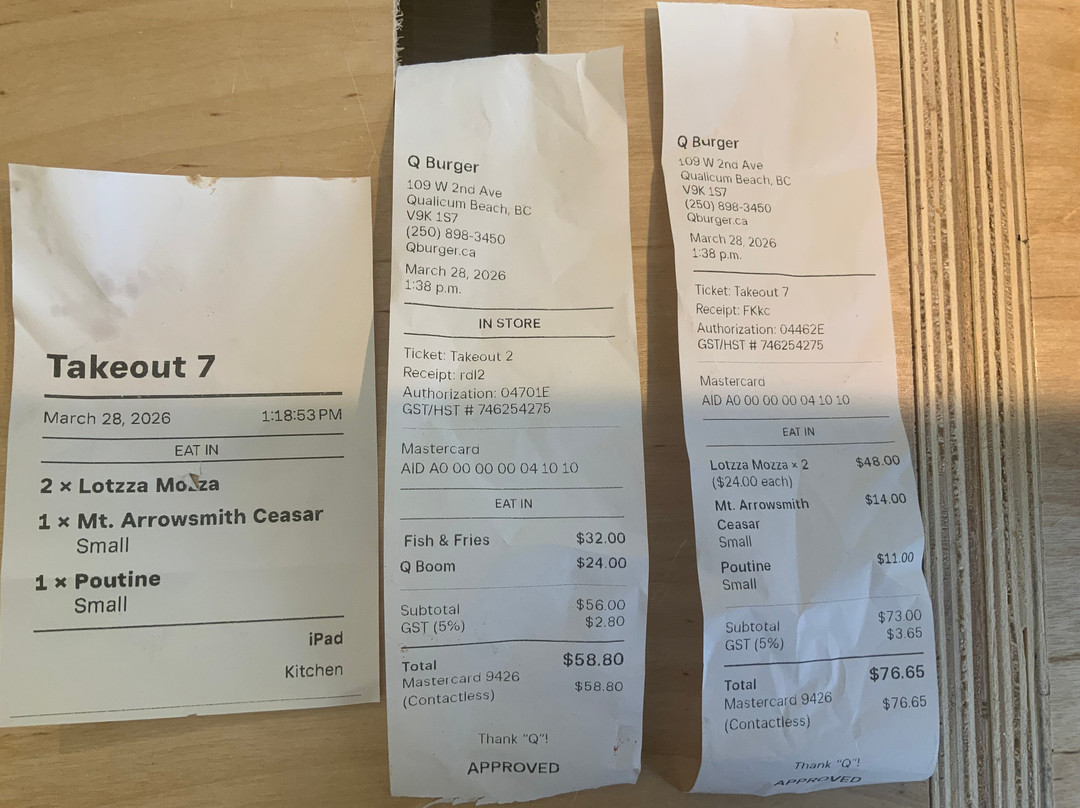 Takeout 7
March 28, 2026 1:18:53 PM
EAT IN
2 × Lotzza Mozza
1 × Mt. Arrowsmith Ceasar
Small
1 × Poutine
Small
iPad
Kitchen
Q Burger
109 W 2nd Ave
Qualicum Beach, BC
V9K 1S7
(250) 898-3450
Qburger.ca
March 28, 2026
1:38 p.m.
IN STORE
Ticket: Takeout 2
Receipt: rdl2
Authorization: 04701E
GST/HST # 746254275
Mastercard
AID A0 00 00 00 04 10 10
EAT IN
Fish & Fries $32.00
Q Boom $24.00
Subtotal $56.00
GST (5%) $2.80
Total $58.80
Mastercard 9426 $58.80
(Contactless)
Thank "Q"!
APPROVED
Q Burger
109 W 2nd Ave
Qualicum Beach, BC
V9K 1S7
(250) 898-3450
Qburger.ca
March 28, 2026
1:38 p.m.
Ticket: Takeout 7
Receipt: FKkc
Authorization: 04462E
GST/HST # 746254275
Mastercard
AID A0 00 00 00 04 10 10
EAT IN
Lotzza Mozza × 2 $48.00
($24.00 each)
Mt. Arrowsmith $14.00
Ceasar
Small
Poutine $11.00
Small
Subtotal $73.00
GST (5%) $3.65
Total $76.65
Mastercard 9426 $76.65
(Contactless)
Thank "Q"!
APPROVED